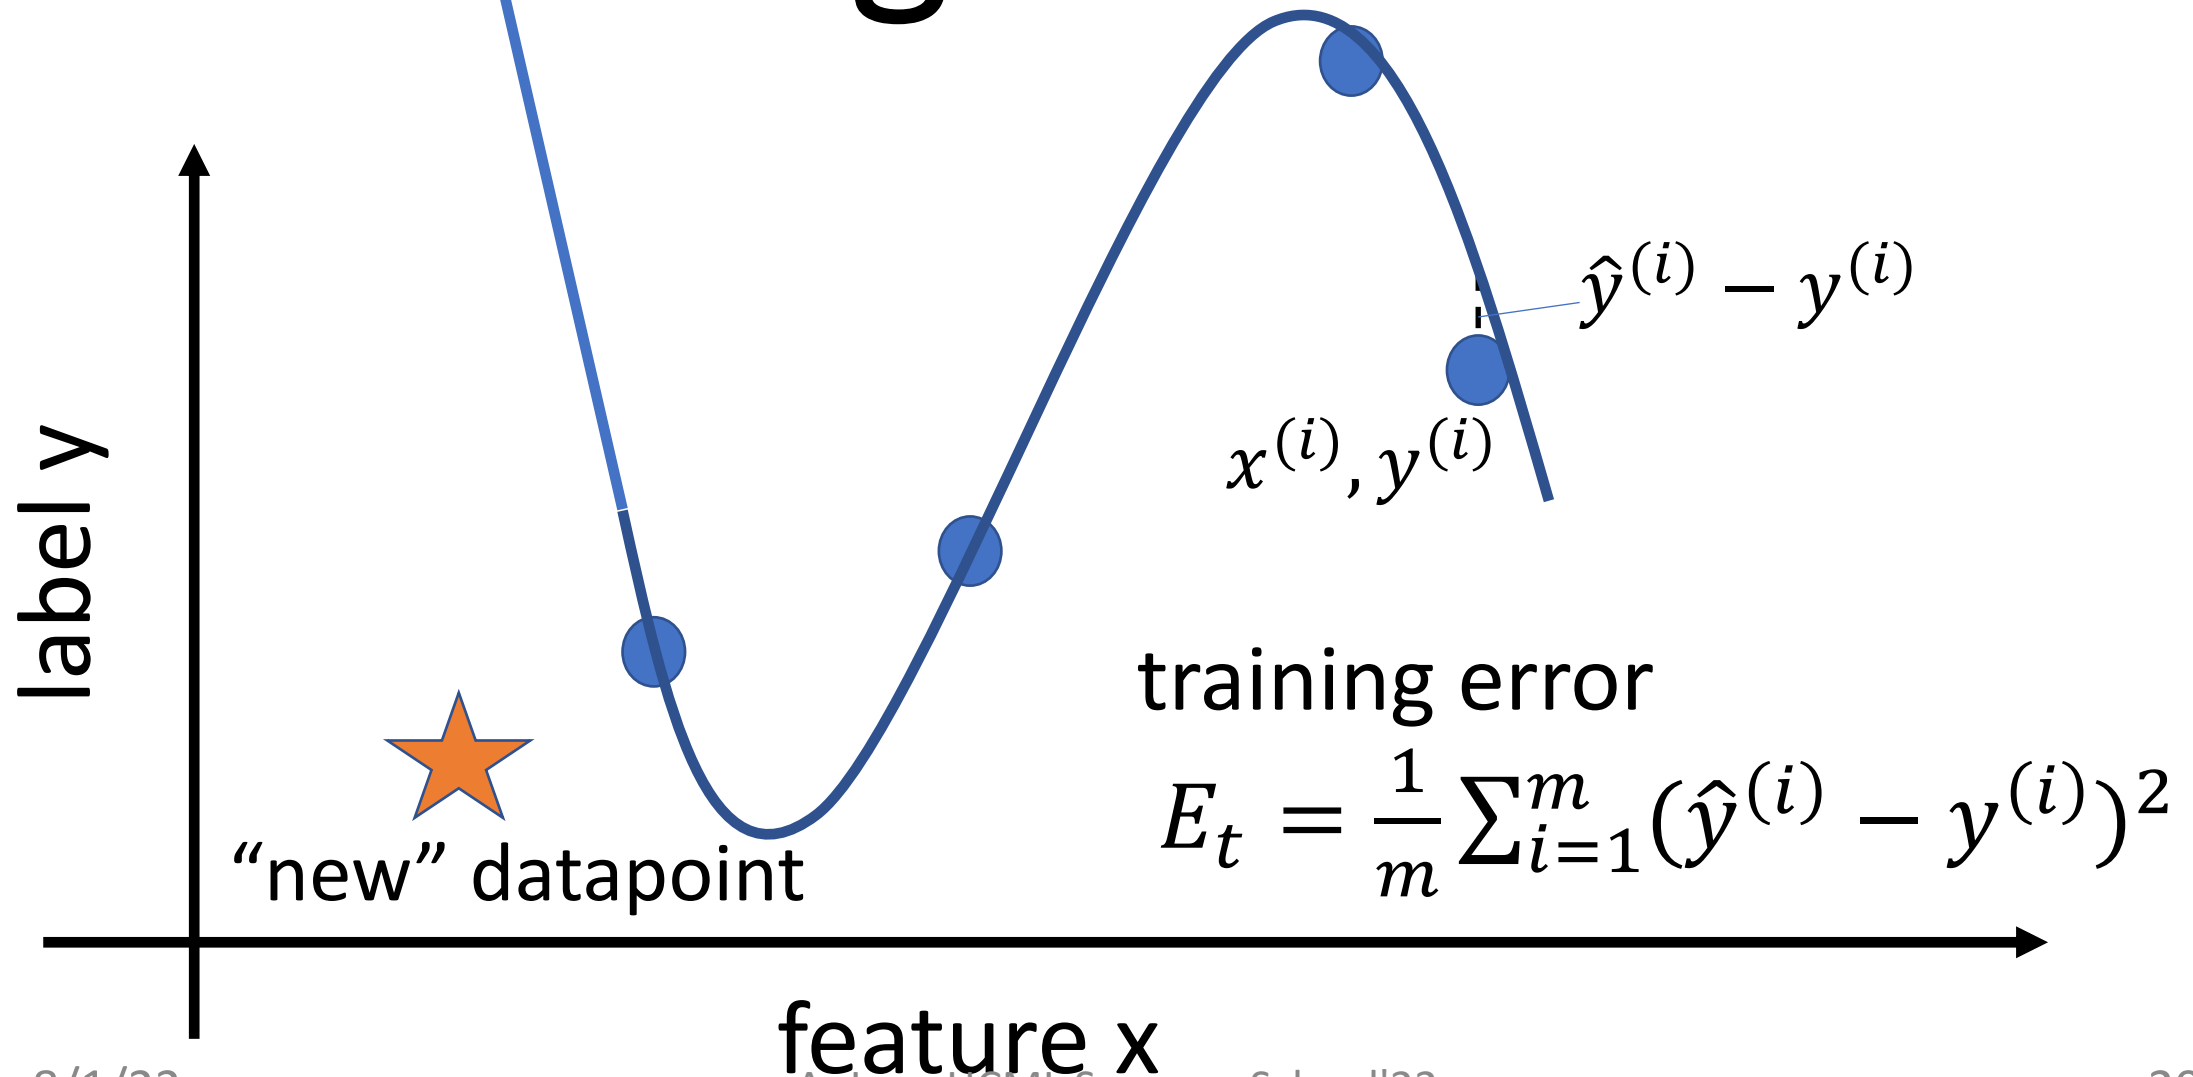 ŷ⁽ⁱ⁾ − y⁽ⁱ⁾
x⁽ⁱ⁾, y⁽ⁱ⁾
label y
training error
E_t = 1/m ∑_{i=1}^{m} (ŷ⁽ⁱ⁾ − y⁽ⁱ⁾)²
“new” datapoint
feature x